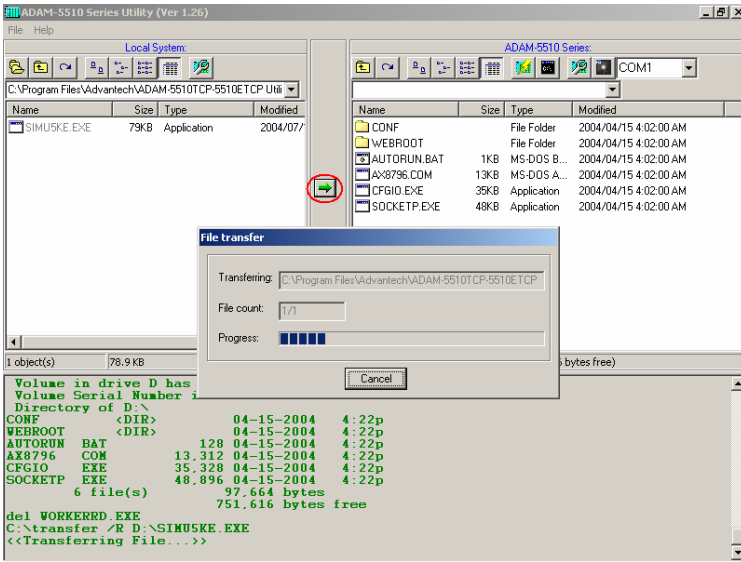 ADAM-5510 Series Utility (Ver 1.26)
File Help
Local System:
ADAM-5510 Series:
COM1
C:\Program Files\Advantech\ADAM-5510TCP-5510ETCP Utili
Name Size Type Modified
SIMU5KE.EXE 79KB Application 2004/07/
Name Size Type Modified
CONF File Folder 2004/04/15 4:02:00 AM
WEBROOT File Folder 2004/04/15 4:02:00 AM
AUTORUN.BAT 1KB MS-DOS B... 2004/04/15 4:02:00 AM
AX8796.COM 13KB MS-DOS A... 2004/04/15 4:02:00 AM
CFGIO.EXE 35KB Application 2004/04/15 4:02:00 AM
SOCKETP.EXE 48KB Application 2004/04/15 4:02:00 AM
File transfer
Transferring: C:\Program Files\Advantech\ADAM-5510TCP-5510ETCP
File count: 1/1
Progress:
Cancel
1 object(s) 78.9 KB
bytes free)
Volume in drive D has
Volume Serial Number i
Directory of D:\
CONF <DIR> 04-15-2004 4:22p
WEBROOT <DIR> 04-15-2004 4:22p
AUTORUN BAT 128 04-15-2004 4:22p
AX8796 COM 13,312 04-15-2004 4:22p
CFGIO EXE 35,328 04-15-2004 4:22p
SOCKETP EXE 48,896 04-15-2004 4:22p
6 file(s) 97,664 bytes
751,616 bytes free
del WORKERRD.EXE
C:\transfer /R D:\SIMU5KE.EXE
<<Transferring File...>>